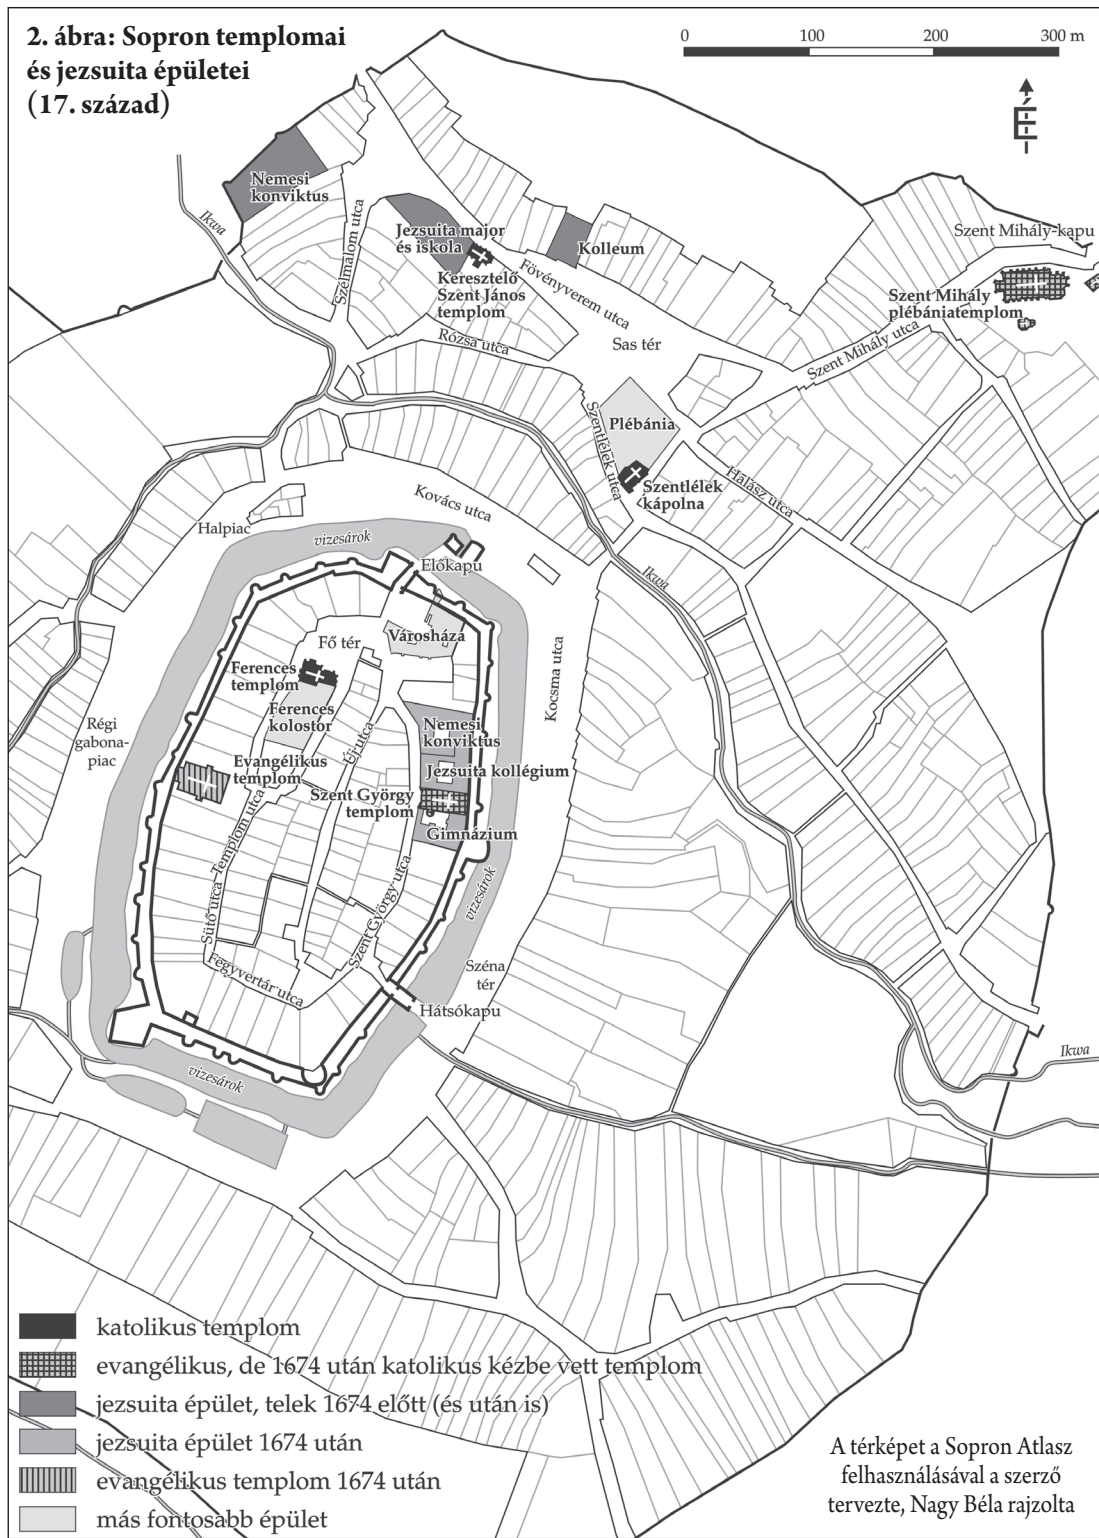 2. ábra: Sopron templomai
és jezsuita épületei
(17. század)
0 100 200 300 m
É
Nemesi
konviktus
Ikwa
Szélmalom utca
Jezsuita major
és iskola
Kolleum
Keresztelő
Szent János
templom
Fövényverem utca
Szent Mihály-kapu
Szent Mihály
plébániatemplom
Rózsa utca
Sas tér
Szent Mihály utca
Plébánia
Szentlélek utca
Szentlélek
kápolna
Halász utca
Kovács utca
Halpiac
vizesárok
Előkapu
Ikwa
Városháza
Fő tér
Ferences
templom
Kocsma utca
Ferences
kolostor
Nemesi
konviktus
Régi
gabona-
piac
Új utca
Evangélikus
templom
Jezsuita kollégium
Szent György
templom
Gimnázium
Templom utca
Sütő utca
Szent György utca
vizesárok
Fegyvertár utca
Széna
tér
Hátsókapu
Ikwa
vizesárok
katolikus templom
evangélikus, de 1674 után katolikus kézbe vett templom
jezsuita épület, telek 1674 előtt (és után is)
jezsuita épület 1674 után
evangélikus templom 1674 után
más fontosabb épület
A térképet a Sopron Atlasz
felhasználásával a szerző
tervezte, Nagy Béla rajzolta